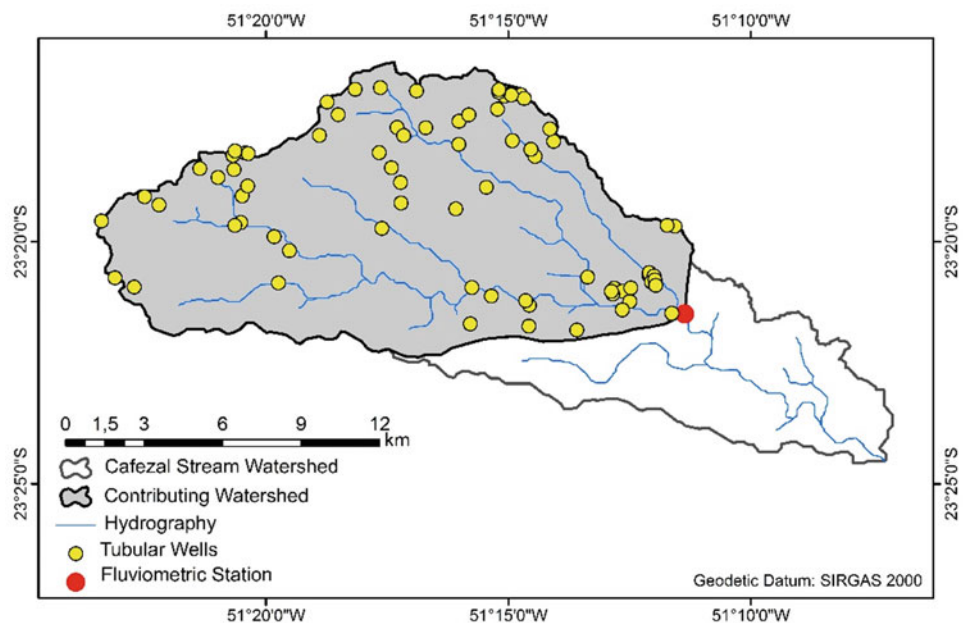 51°20'0"W 51°15'0"W 51°10'0"W
23°20'0"S 23°20'0"S
0 1,5 3 6 9 12
km
Cafezal Stream Watershed
Contributing Watershed
23°25'0"S 23°25'0"S
Hydrography
Tubular Wells
Fluviometric Station
Geodetic Datum: SIRGAS 2000
51°20'0"W 51°15'0"W 51°10'0"W